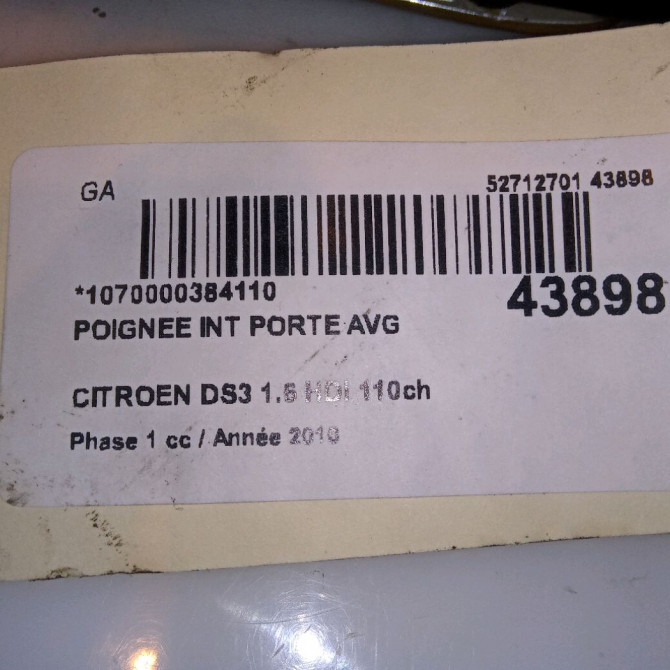 GA
52712701 43898
*1070000384110
43898
POIGNEE INT PORTE AVG
CITROEN DS3 1.6 HDI 110ch
Phase 1 cc / Année